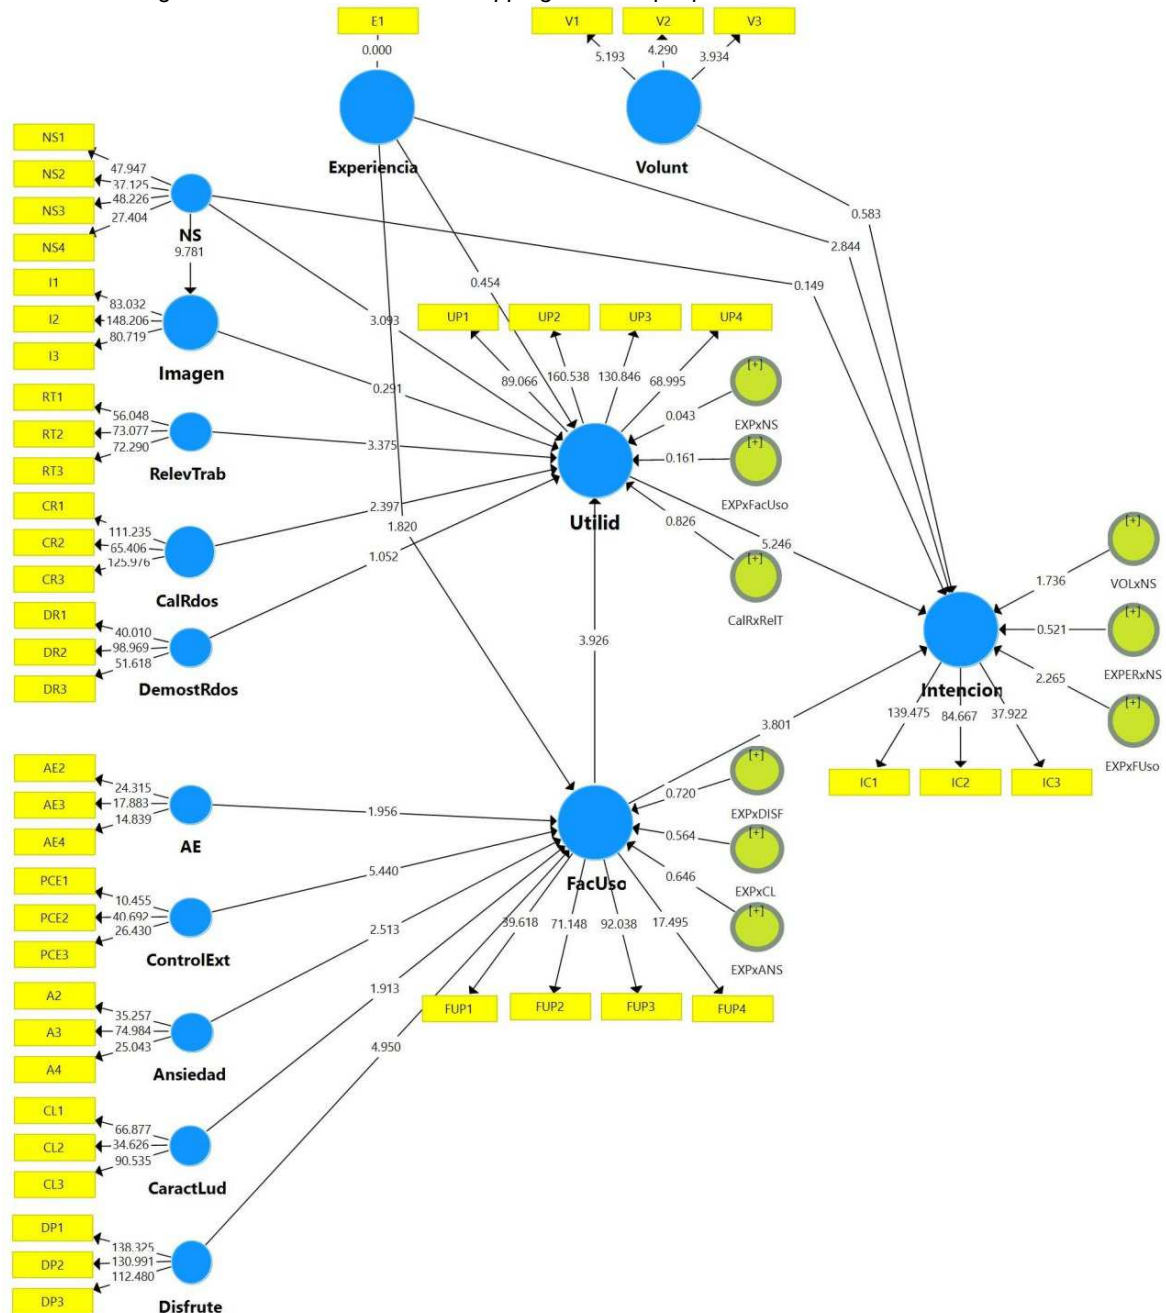 E1
V1
V2
V3
0.000
5.193
4.290
3.934
Experiencia
Volunt
NS1
NS2
NS3
NS4
47.947
37.125
48.226
27.404
NS
9.781
0.583
2.844
0.149
0.454
3.093
I1
I2
I3
83.032
148.206
80.719
Imagen
0.291
UP1
UP2
UP3
UP4
89.066
160.538
130.846
68.995
[+]
0.043
EXPxNS
RT1
RT2
RT3
56.048
73.077
72.290
RelevTrab
3.375
[+]
0.161
EXPxFacUso
Utilid
CR1
CR2
CR3
111.235
65.406
125.976
CalRdos
2.397
1.820
1.052
0.826
5.246
[+]
CalRxRelT
DR1
DR2
DR3
40.010
98.969
51.618
DemostRdos
3.926
[+]
1.736
VOLxNS
[+]
0.521
EXPERxNS
[+]
2.265
EXPxFUso
Intencion
139.475
84.667
37.922
IC1
IC2
IC3
3.801
AE2
AE3
AE4
24.315
17.883
14.839
AE
1.956
[+]
0.720
EXPxDISF
[+]
0.564
EXPxCL
[+]
0.646
EXPxANS
FacUso
PCE1
PCE2
PCE3
10.455
40.692
26.430
ControlExt
5.440
39.618
71.148
92.038
17.495
FUP1
FUP2
FUP3
FUP4
A2
A3
A4
35.257
74.984
25.043
Ansiedad
2.513
CL1
CL2
CL3
66.877
34.626
90.535
CaractLud
1.913
DP1
DP2
DP3
138.325
130.991
112.480
Disfrute
4.950